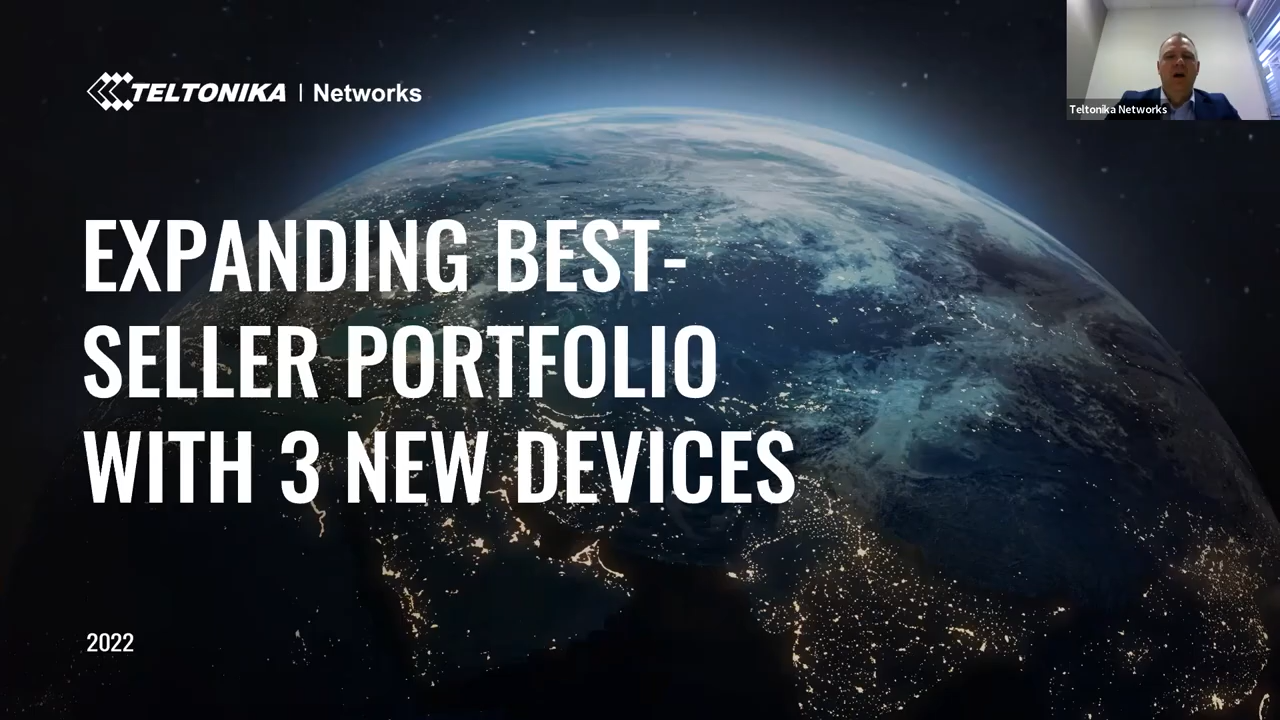 TELTONIKA | Networks
Teltonika Networks
EXPANDING BEST-
SELLER PORTFOLIO
WITH 3 NEW DEVICES
2022